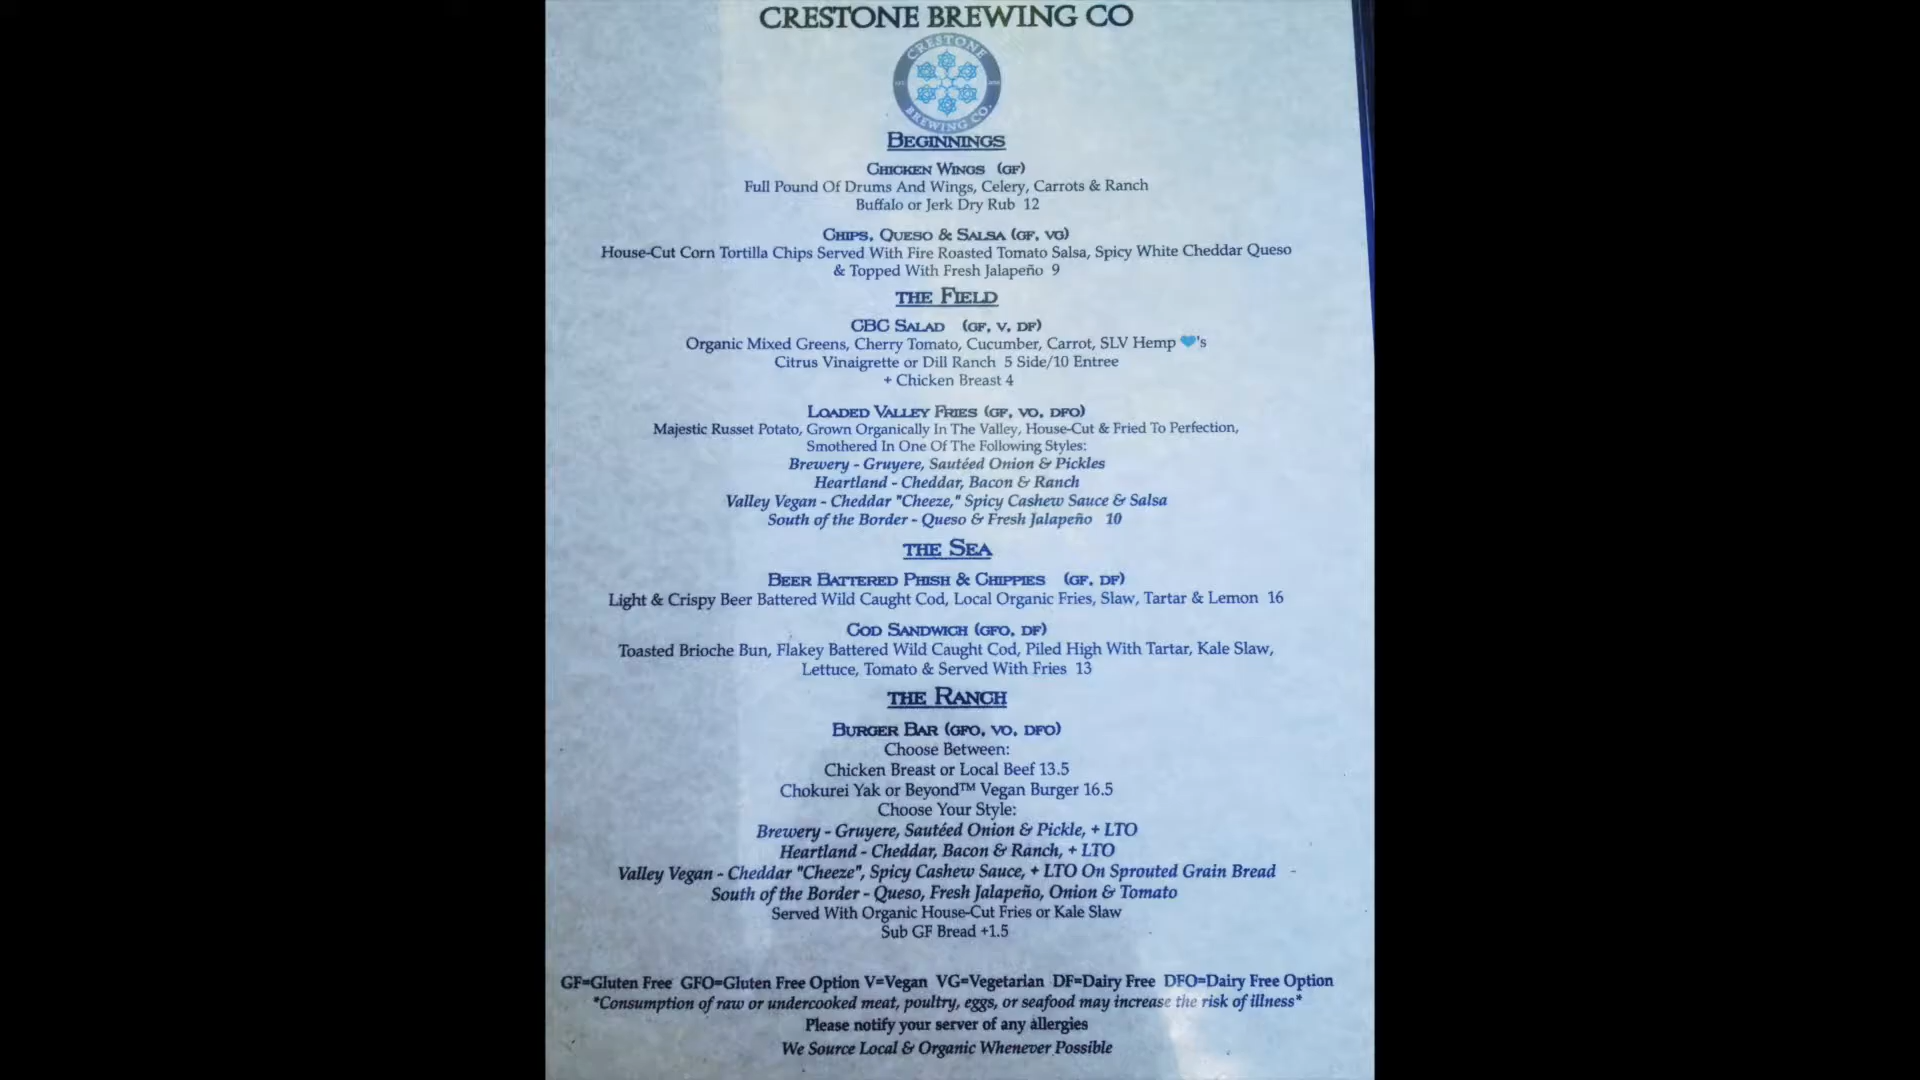 CRESTONE BREWING CO
CRESTONE
BREWING CO.
BEGINNINGS
CHICKEN WINGS (GF)
Full Pound Of Drums And Wings, Celery, Carrots & Ranch
Buffalo or Jerk Dry Rub 12
CHIPS, QUESO & SALSA (GF, VG)
House-Cut Corn Tortilla Chips Served With Fire Roasted Tomato Salsa, Spicy White Cheddar Queso
& Topped With Fresh Jalapeño 9
THE FIELD
CBC SALAD (GF, V, DF)
Organic Mixed Greens, Cherry Tomato, Cucumber, Carrot, SLV Hemp 💙's
Citrus Vinaigrette or Dill Ranch 5 Side/10 Entree
+ Chicken Breast 4
LOADED VALLEY FRIES (GF, VO, DFO)
Majestic Russet Potato, Grown Organically In The Valley, House-Cut & Fried To Perfection,
Smothered In One Of The Following Styles:
Brewery - Gruyere, Sautéed Onion & Pickles
Heartland - Cheddar, Bacon & Ranch
Valley Vegan - Cheddar "Cheeze," Spicy Cashew Sauce & Salsa
South of the Border - Queso & Fresh Jalapeño 10
THE SEA
BEER BATTERED PHISH & CHIPPIES (GF, DF)
Light & Crispy Beer Battered Wild Caught Cod, Local Organic Fries, Slaw, Tartar & Lemon 16
COD SANDWICH (GFO, DF)
Toasted Brioche Bun, Flakey Battered Wild Caught Cod, Piled High With Tartar, Kale Slaw,
Lettuce, Tomato & Served With Fries 13
THE RANCH
BURGER BAR (GFO, VO, DFO)
Choose Between:
Chicken Breast or Local Beef 13.5
Chokurei Yak or Beyond™ Vegan Burger 16.5
Choose Your Style:
Brewery - Gruyere, Sautéed Onion & Pickle, + LTO
Heartland - Cheddar, Bacon & Ranch, + LTO
Valley Vegan - Cheddar "Cheeze", Spicy Cashew Sauce, + LTO On Sprouted Grain Bread -
South of the Border - Queso, Fresh Jalapeño, Onion & Tomato
Served With Organic House-Cut Fries or Kale Slaw
Sub GF Bread +1.5
GF=Gluten Free GFO=Gluten Free Option V=Vegan VG=Vegetarian DF=Dairy Free DFO=Dairy Free Option
*Consumption of raw or undercooked meat, poultry, eggs, or seafood may increase the risk of illness*
Please notify your server of any allergies
We Source Local & Organic Whenever Possible